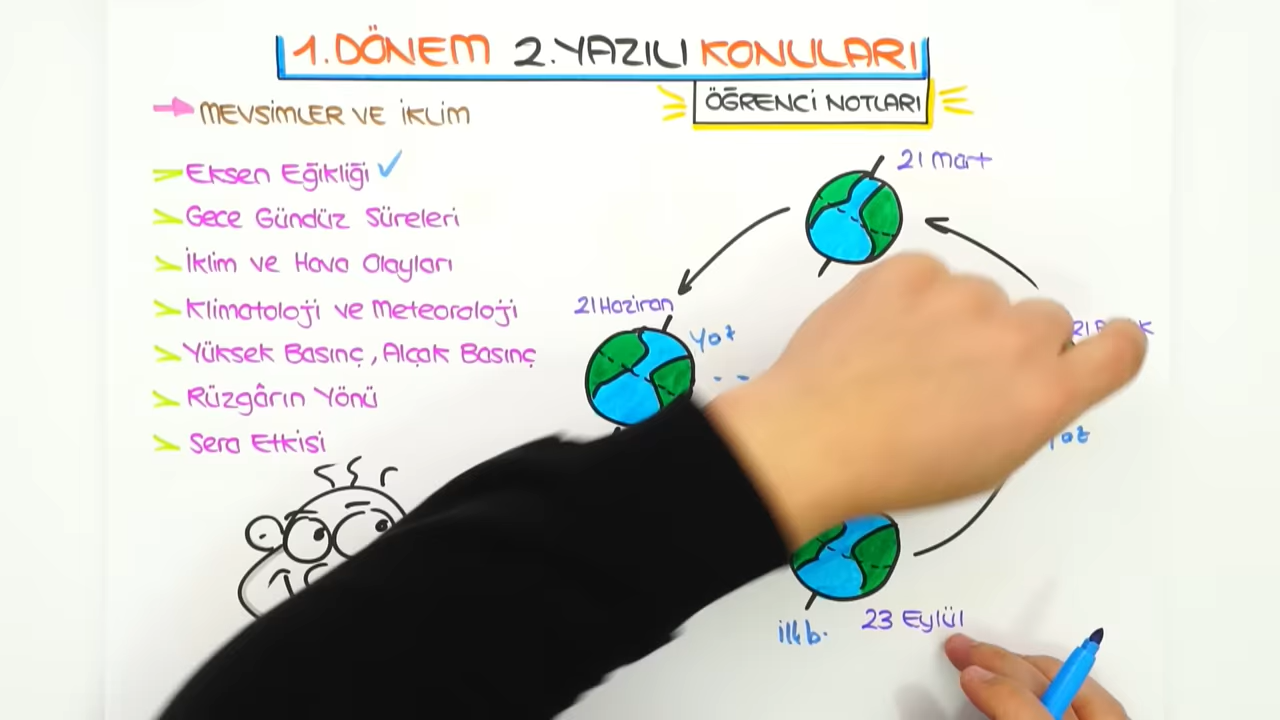 1. DÖNEM 2. YAZILI KONULARI
ÖĞRENCİ NOTLARI
MEVSİMLER VE İKLİM
Eksen Eğikliği
Gece Gündüz Süreleri
İklim ve Hava Olayları
Klimatoloji ve Meteoroloji
Yüksek Basınç, Alçak Basınç
Rüzgârın Yönü
Sera Etkisi
21 Mart
21 Haziran
Yaz
21
23 Eylül
ilkb.